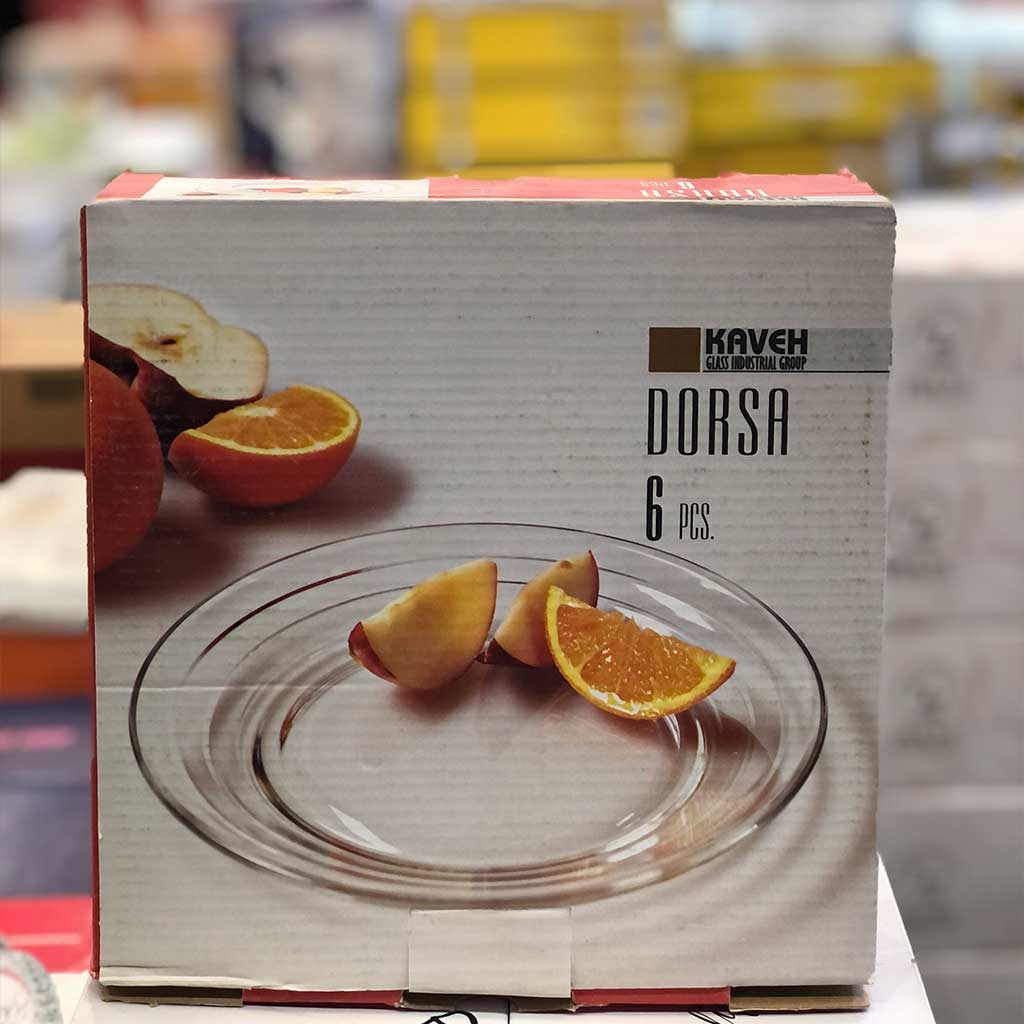 KAVEH
GLASS INDUSTRIAL GROUP
DORSA
6 PCS.